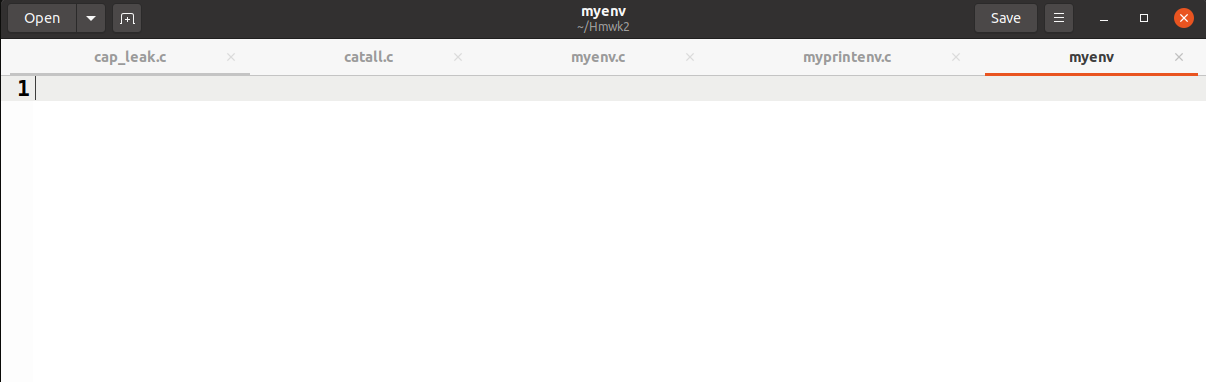 Open
myenv
~/Hmwk2
Save
cap_leak.c
catall.c
myenv.c
myprintenv.c
myenv
1